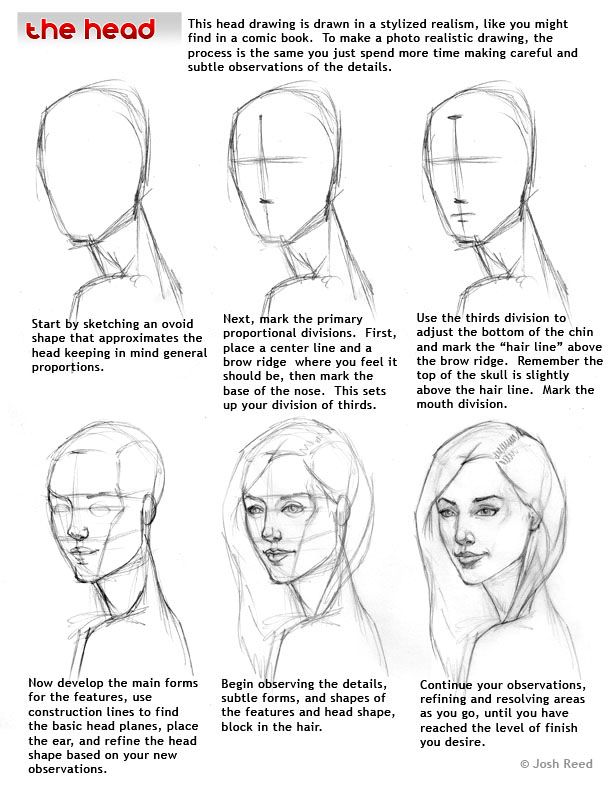 the head
This head drawing is drawn in a stylized realism, like you might
find in a comic book.  To make a photo realistic drawing, the
process is the same you just spend more time making careful and
subtle observations of the details.
Start by sketching an ovoid
shape that approximates the
head keeping in mind general
proportions.
Next, mark the primary
proportional divisions.  First,
place a center line and a
brow ridge  where you feel it
should be, then mark the
base of the nose.  This sets
up your division of thirds.
Use the thirds division to
adjust the bottom of the chin
and mark the “hair line” above
the brow ridge.  Remember the
top of the skull is slightly
above the hair line.  Mark the
mouth division.
Now develop the main forms
for the features, use
construction lines to find
the basic head planes, place
the ear, and refine the head
shape based on your new
observations.
Begin observing the details,
subtle forms, and shapes of
the features and head shape,
block in the hair.
Continue your observations,
refining and resolving areas
as you go, until you have
reached the level of finish
you desire.
© Josh Reed